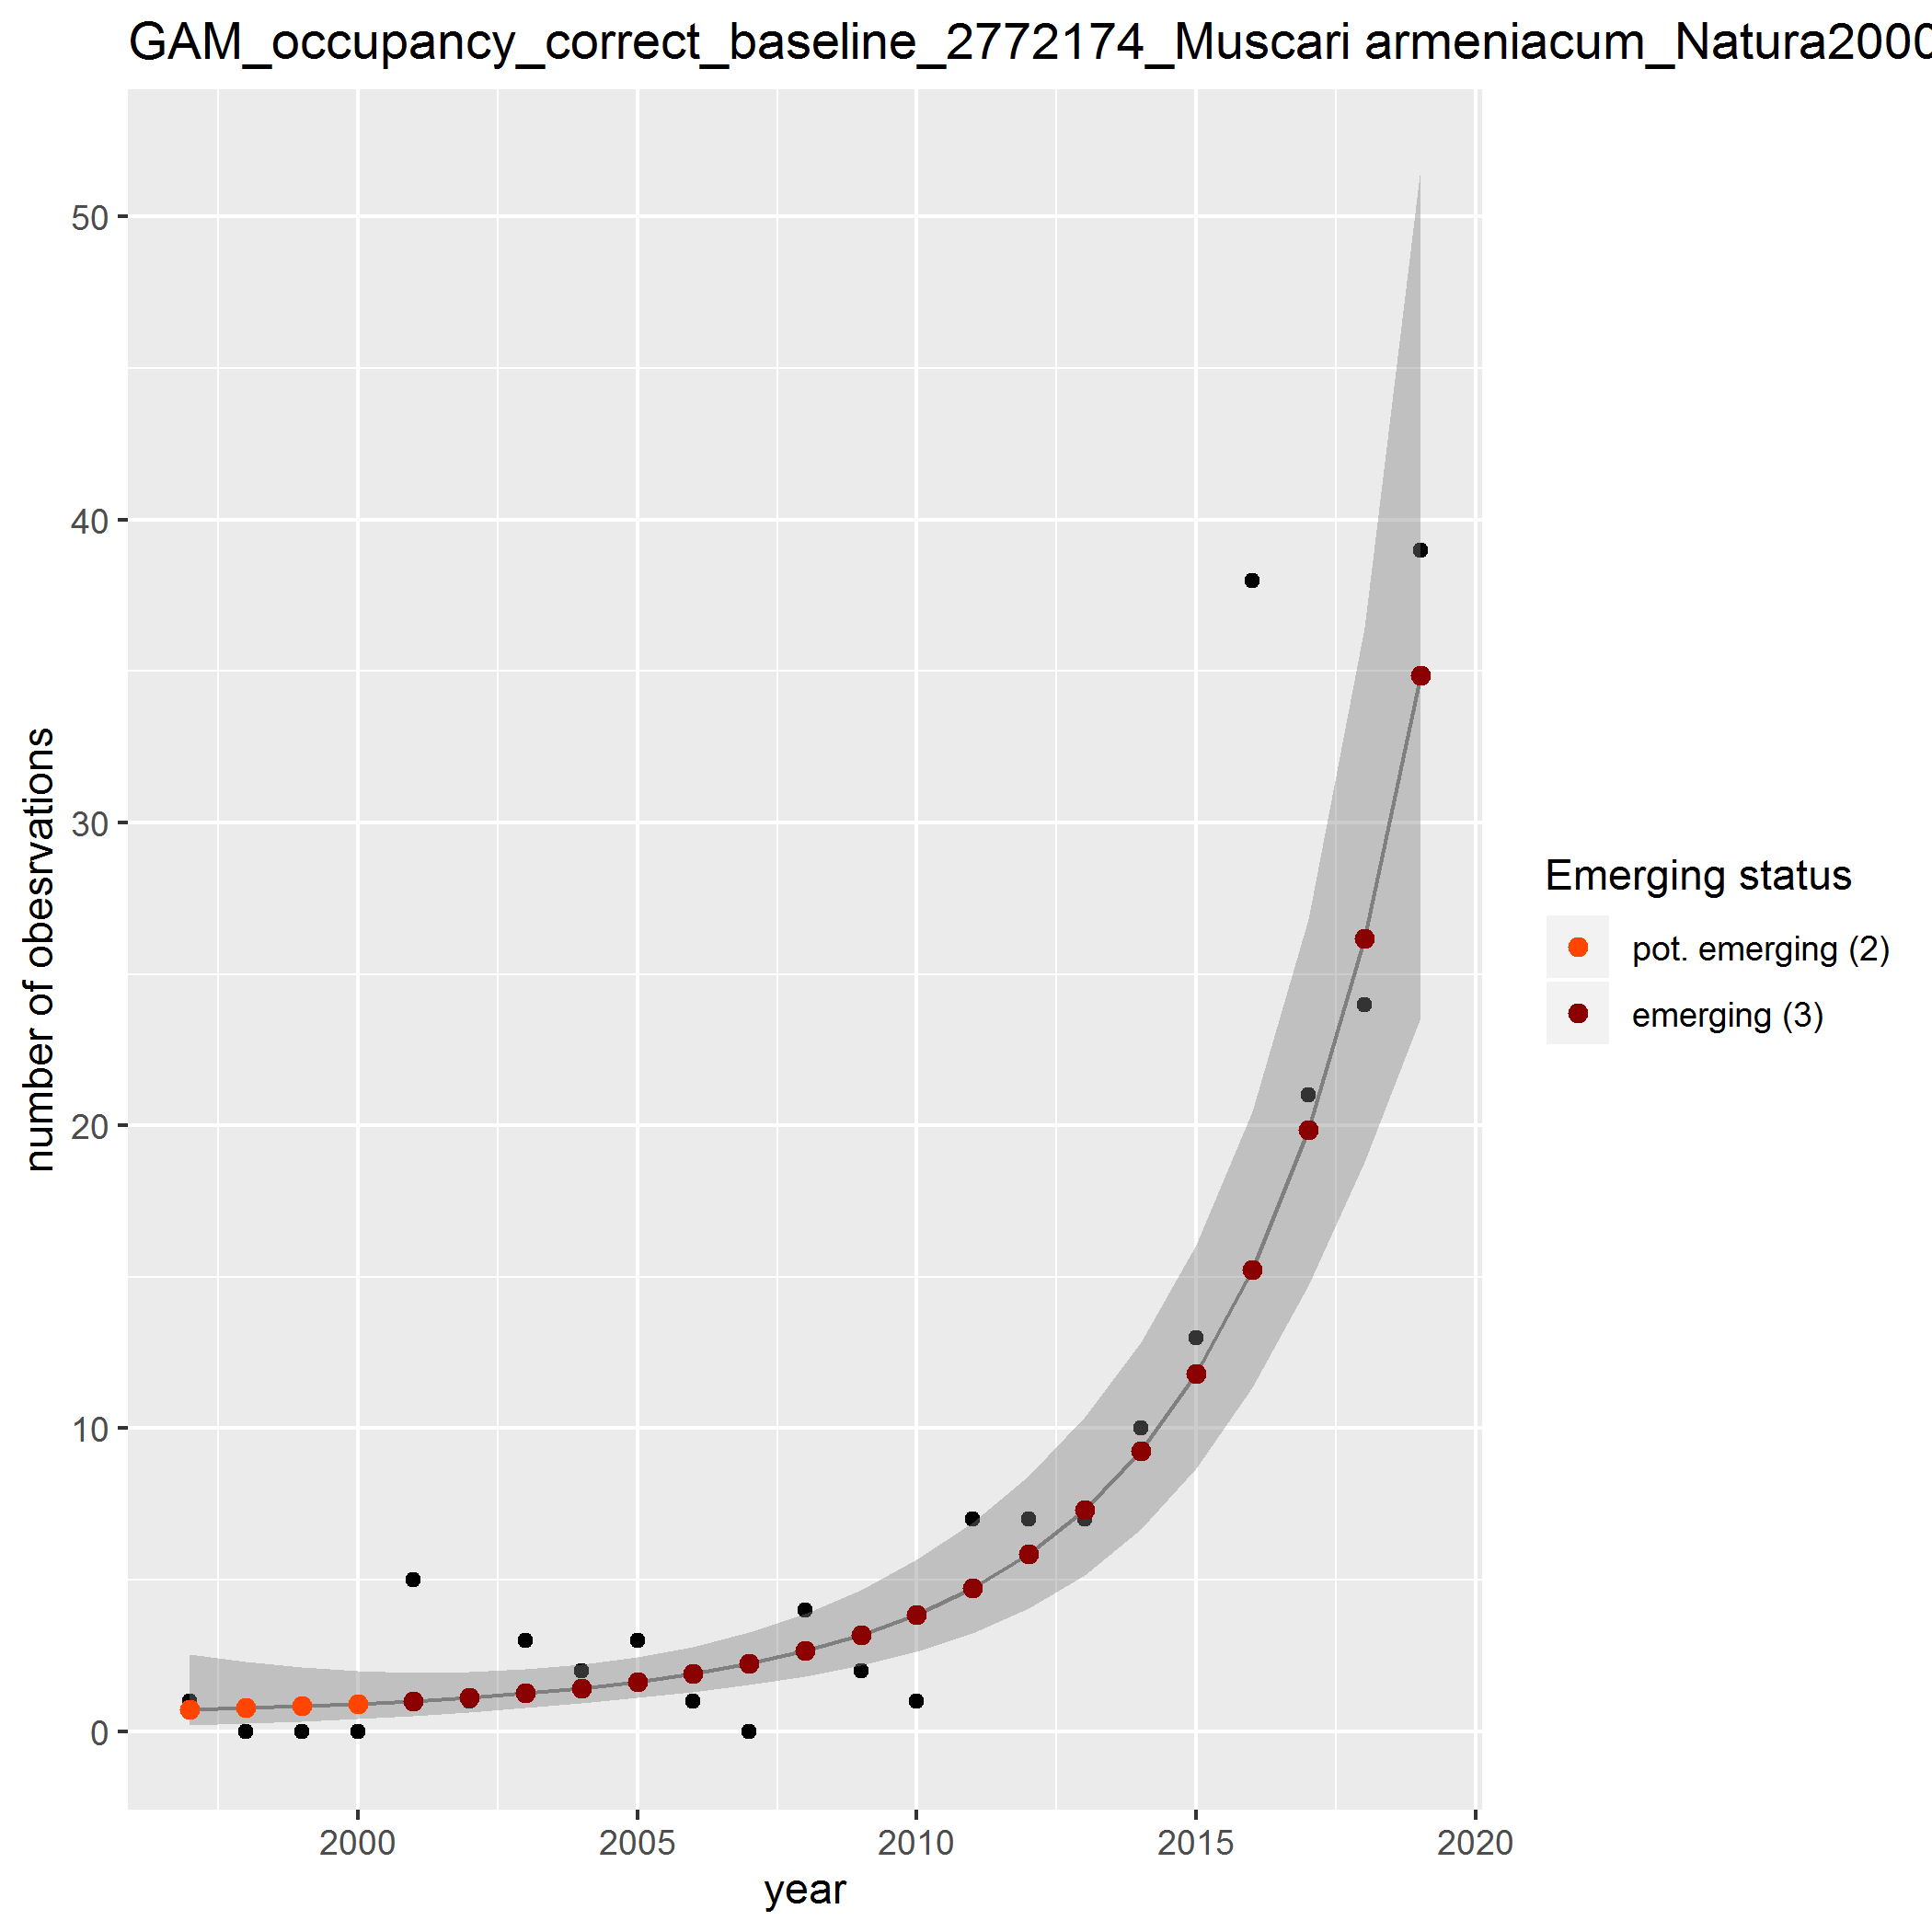 GAM_occupancy_correct_baseline_2772174_Muscari armeniacum_Natura2000
50
40
30
20
10
0
number of obesrvations
2000 2005 2010 2015 2020
year
Emerging status
pot. emerging (2)
emerging (3)